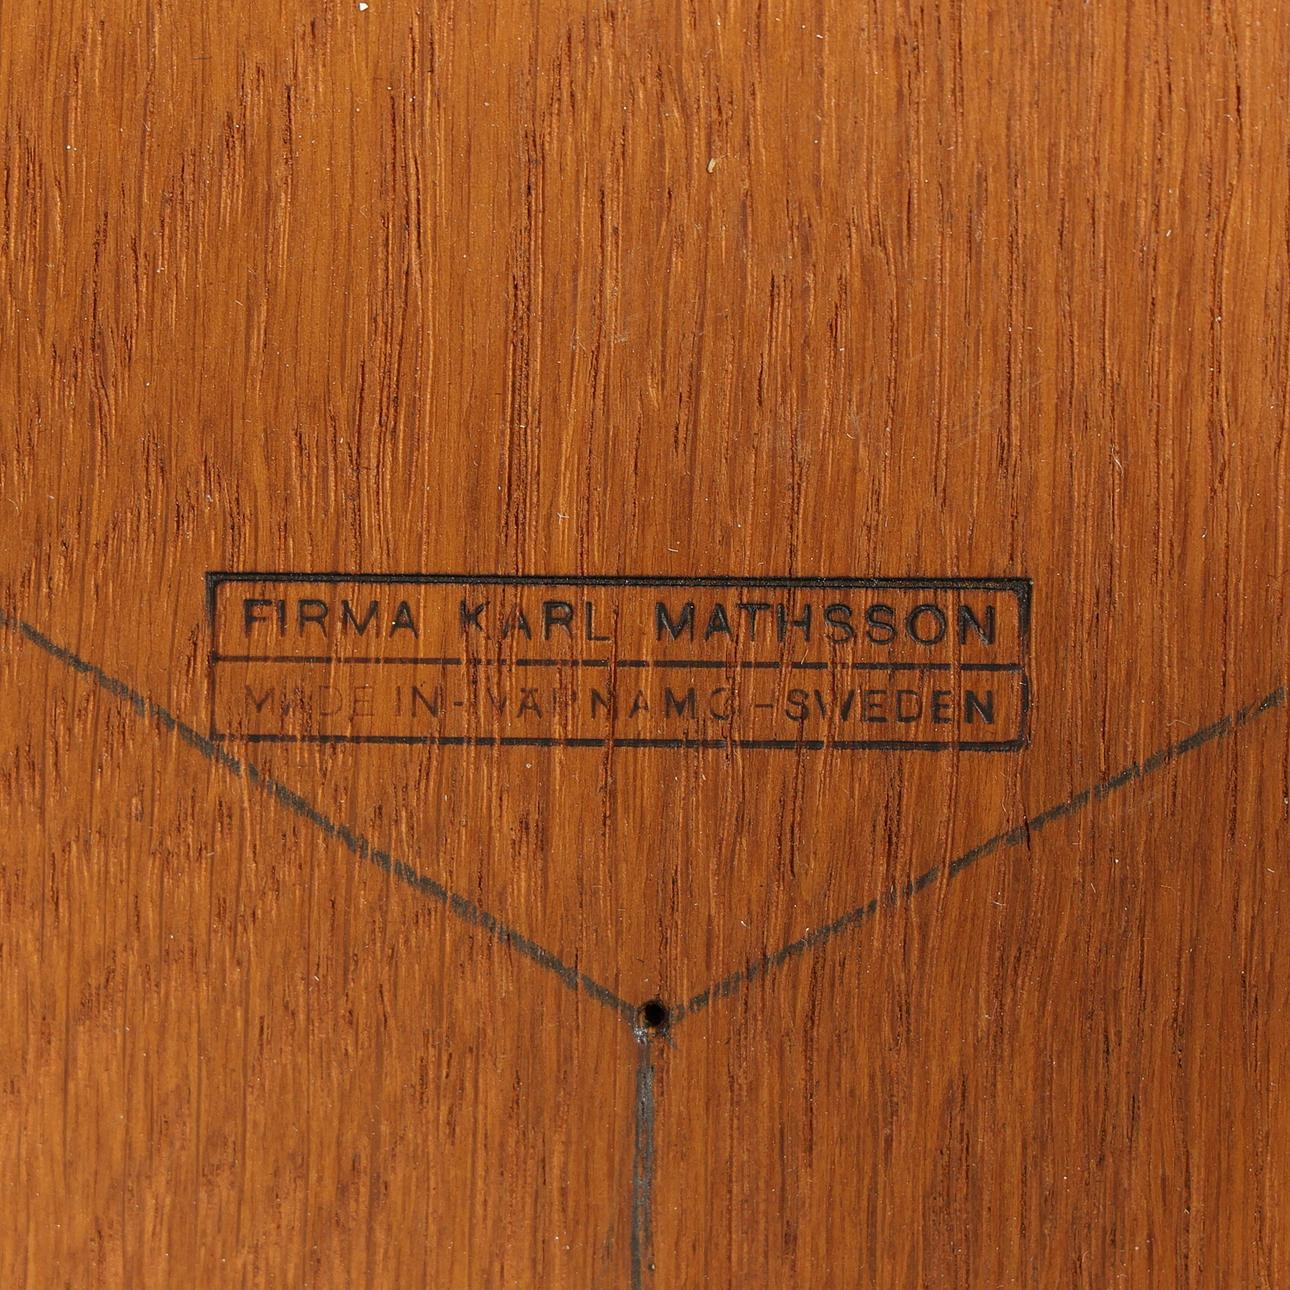 FIRMA KARL MATHSSON
MADE IN - VÄRNAMO - SWEDEN